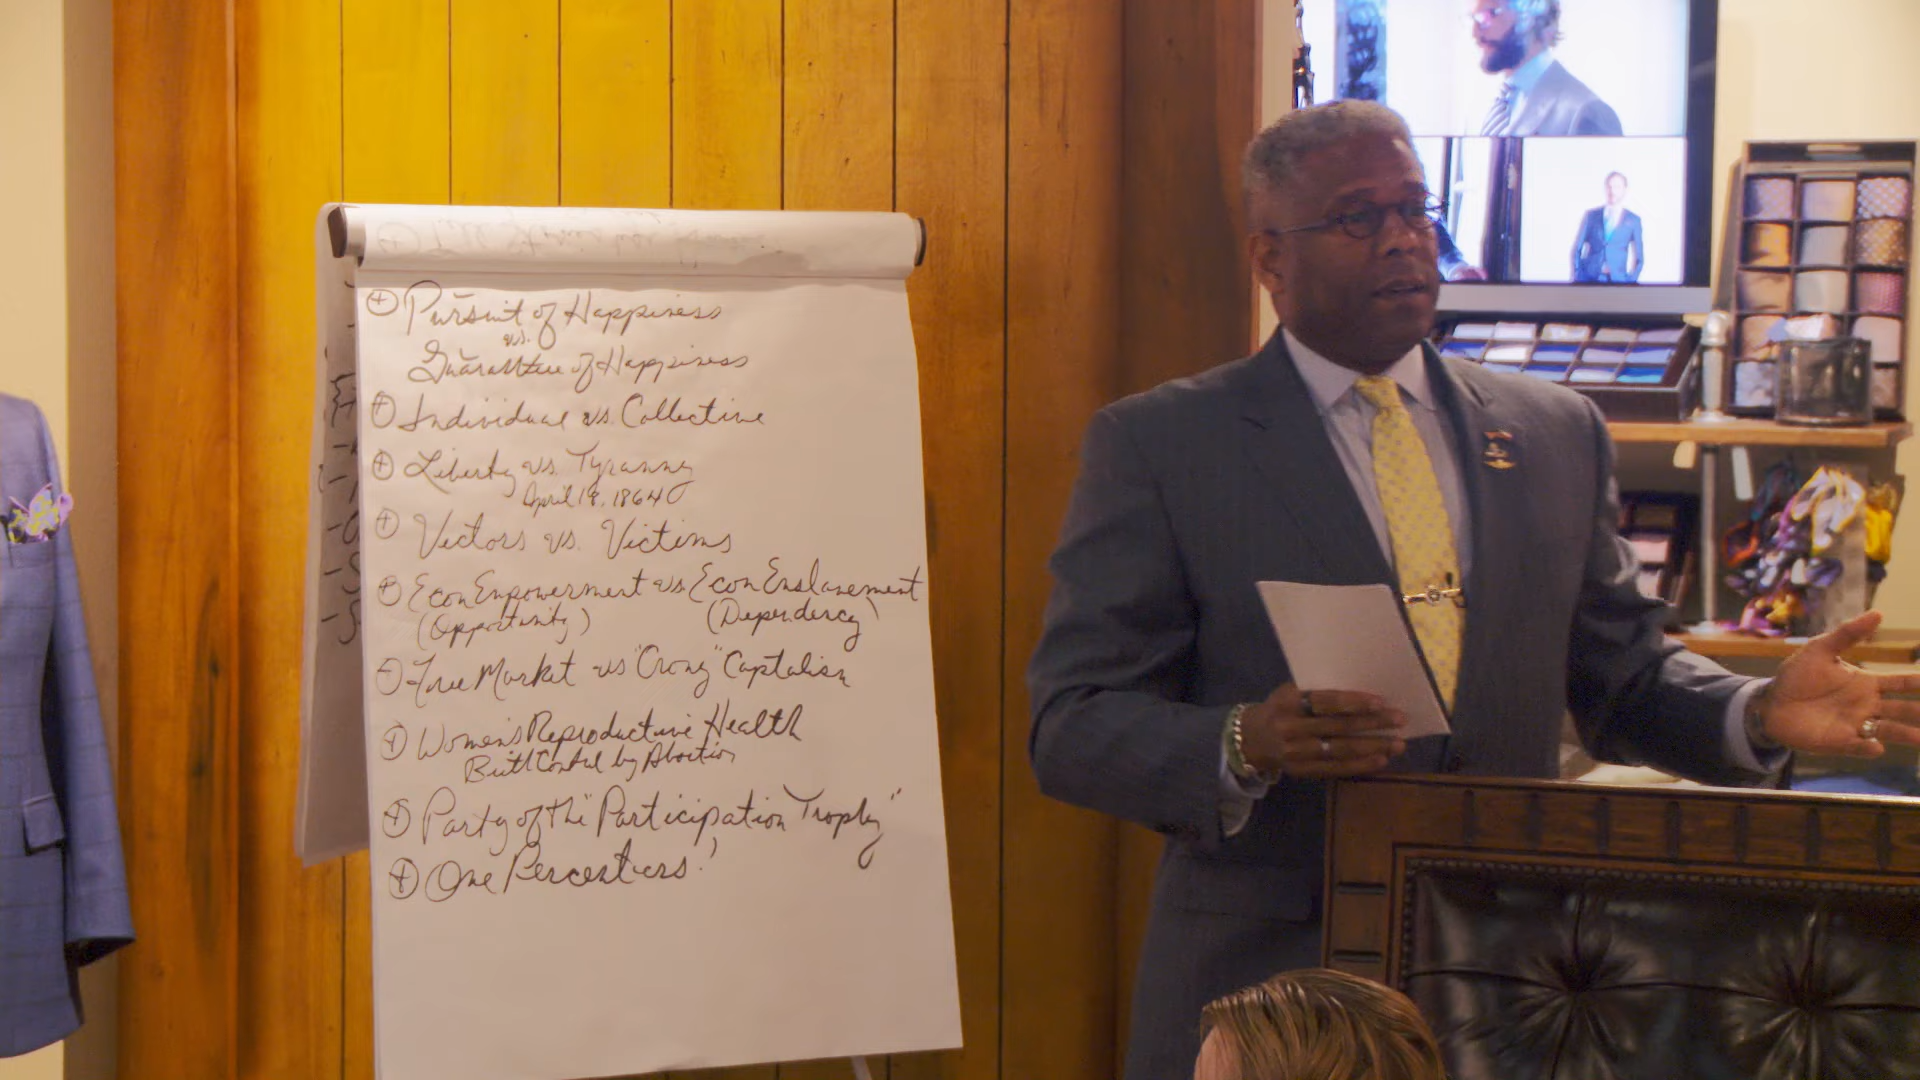 ⊕ Pursuit of Happiness
vs.
Guarantee of Happiness
⊕ Individual vs. Collective
⊕ Liberty vs. Tyranny
April 18, 1864
⊕ Victors vs. Victims
⊕ Econ Empowerment vs. Econ Enslavement
(Opportunity) (Dependency)
Free Market vs "Crony" Captalism
⊕ Women's Reproductive Health
Birth Control by Abortion
⊕ Party of the "Participation Trophy"
⊕ One Percenters!